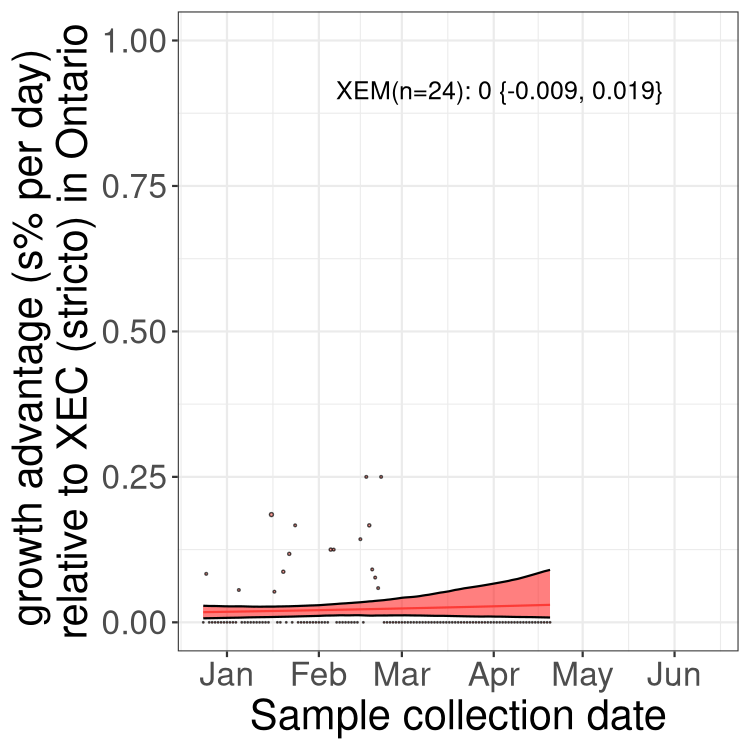 growth advantage (s% per day)
relative to XEC (stricto) in Ontario
1.00
0.75
0.50
0.25
0.00
XEM(n=24): 0 {-0.009, 0.019}
Jan Feb Mar Apr May Jun
Sample collection date